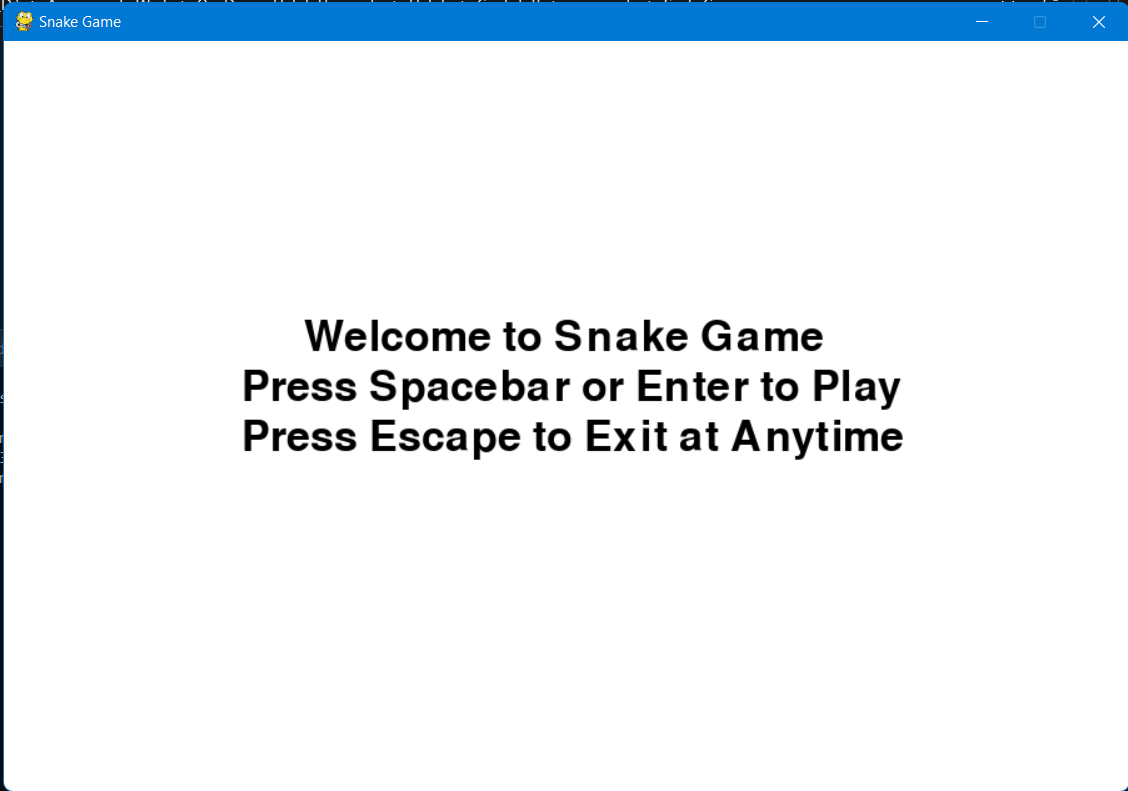 Snake Game
Welcome to Snake Game
Press Spacebar or Enter to Play
Press Escape to Exit at Anytime